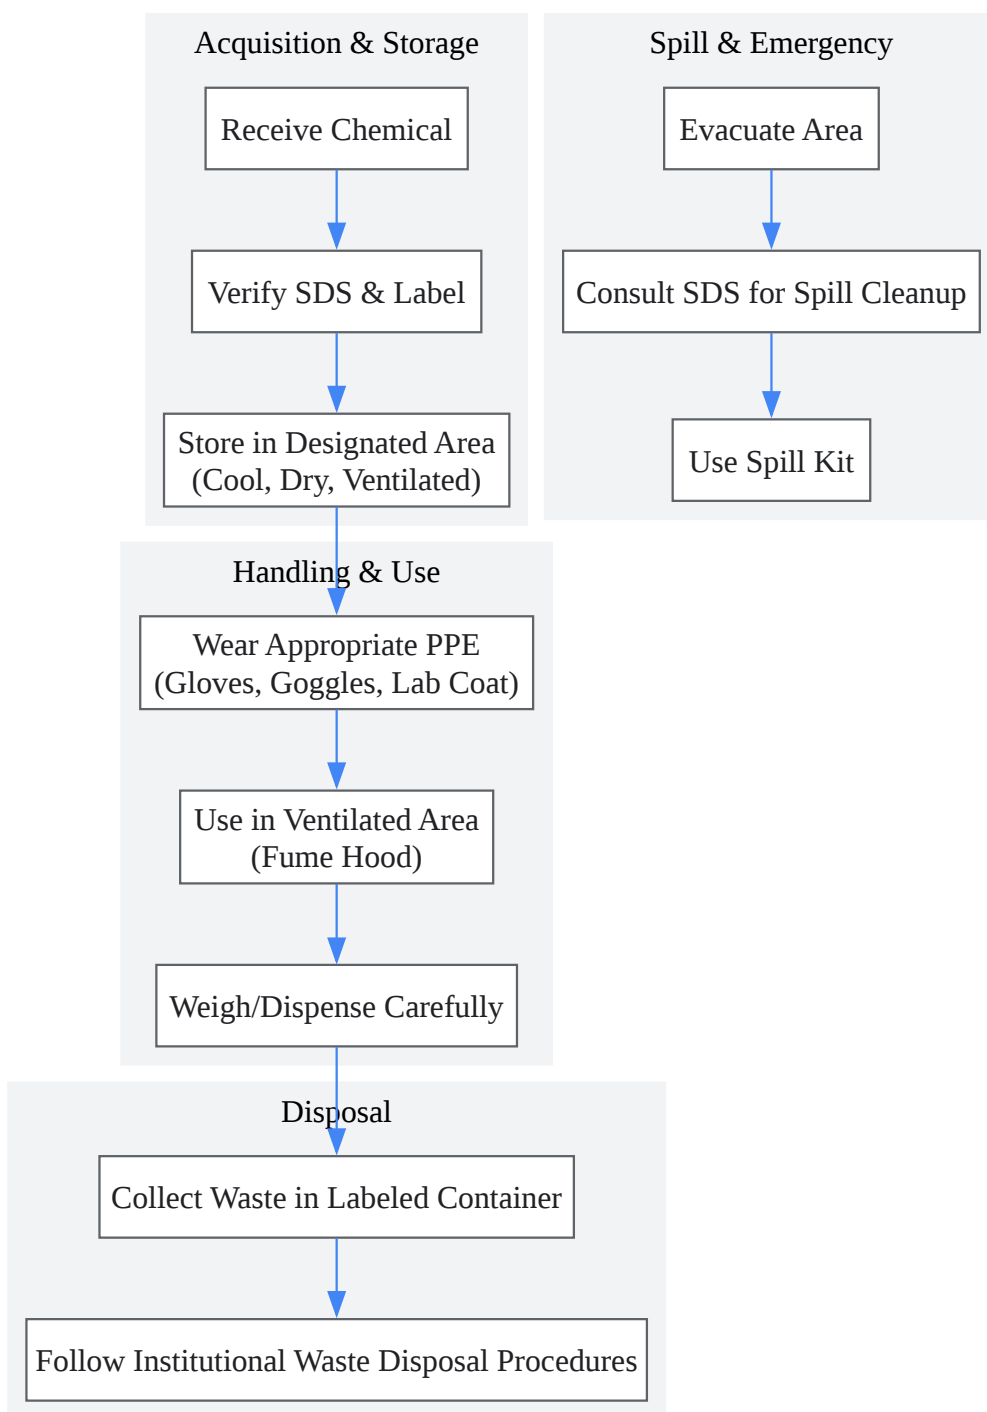 Acquisition & Storage
Receive Chemical
Verify SDS & Label
Store in Designated Area
(Cool, Dry, Ventilated)
Spill & Emergency
Evacuate Area
Consult SDS for Spill Cleanup
Use Spill Kit
Handling & Use
Wear Appropriate PPE
(Gloves, Goggles, Lab Coat)
Use in Ventilated Area
(Fume Hood)
Weigh/Dispense Carefully
Disposal
Collect Waste in Labeled Container
Follow Institutional Waste Disposal Procedures